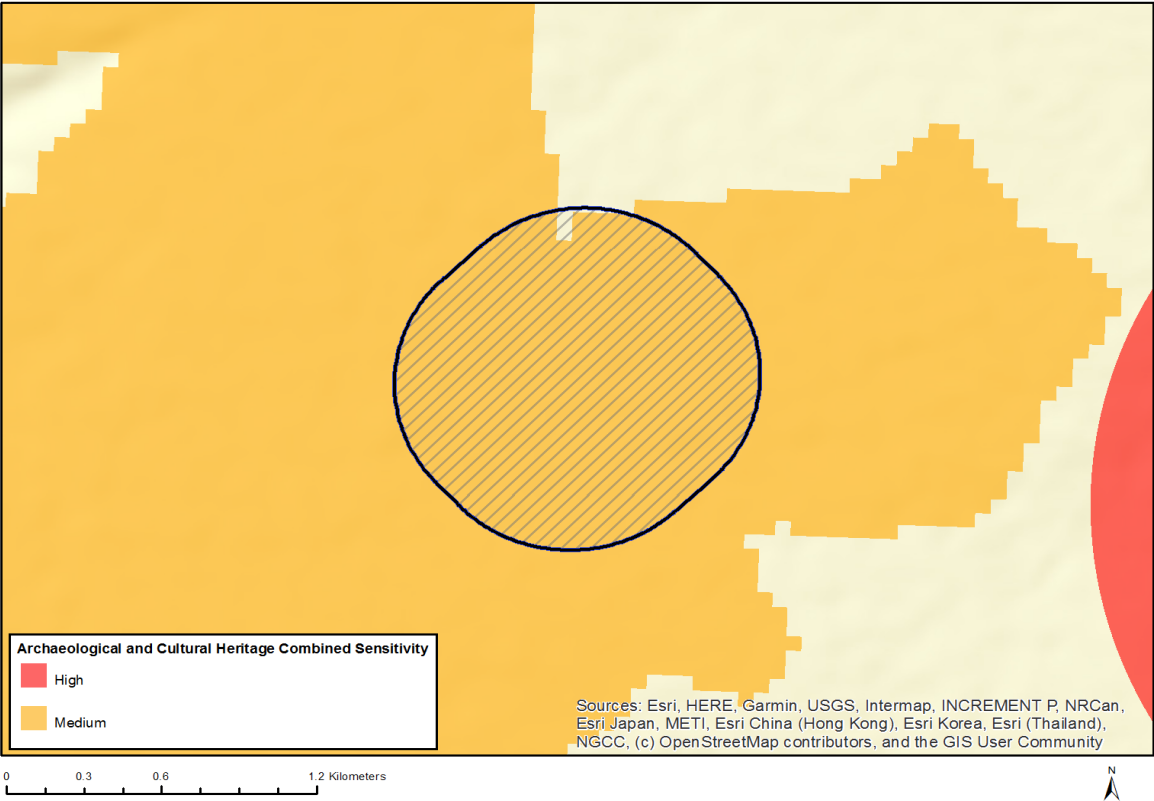 Archaeological and Cultural Heritage Combined Sensitivity
High
Medium
Sources: Esri, HERE, Garmin, USGS, Intermap, INCREMENT P, NRCan,
Esri Japan, METI, Esri China (Hong Kong), Esri Korea, Esri (Thailand),
NGCC, (c) OpenStreetMap contributors, and the GIS User Community
0 0.3 0.6 1.2 Kilometers
N